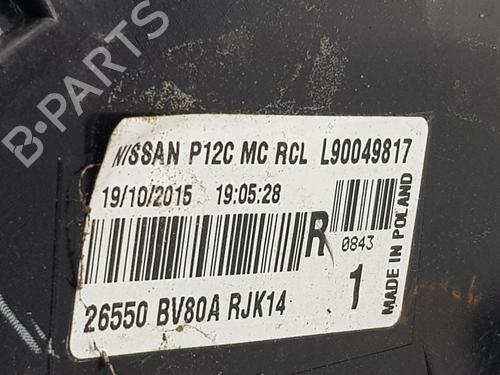 NISSAN P12C MC RCL L90049817
19/10/2015 19:05:28
R
0843
1
MADE IN POLAND
26550 BV80A RJK14
B-PARTS